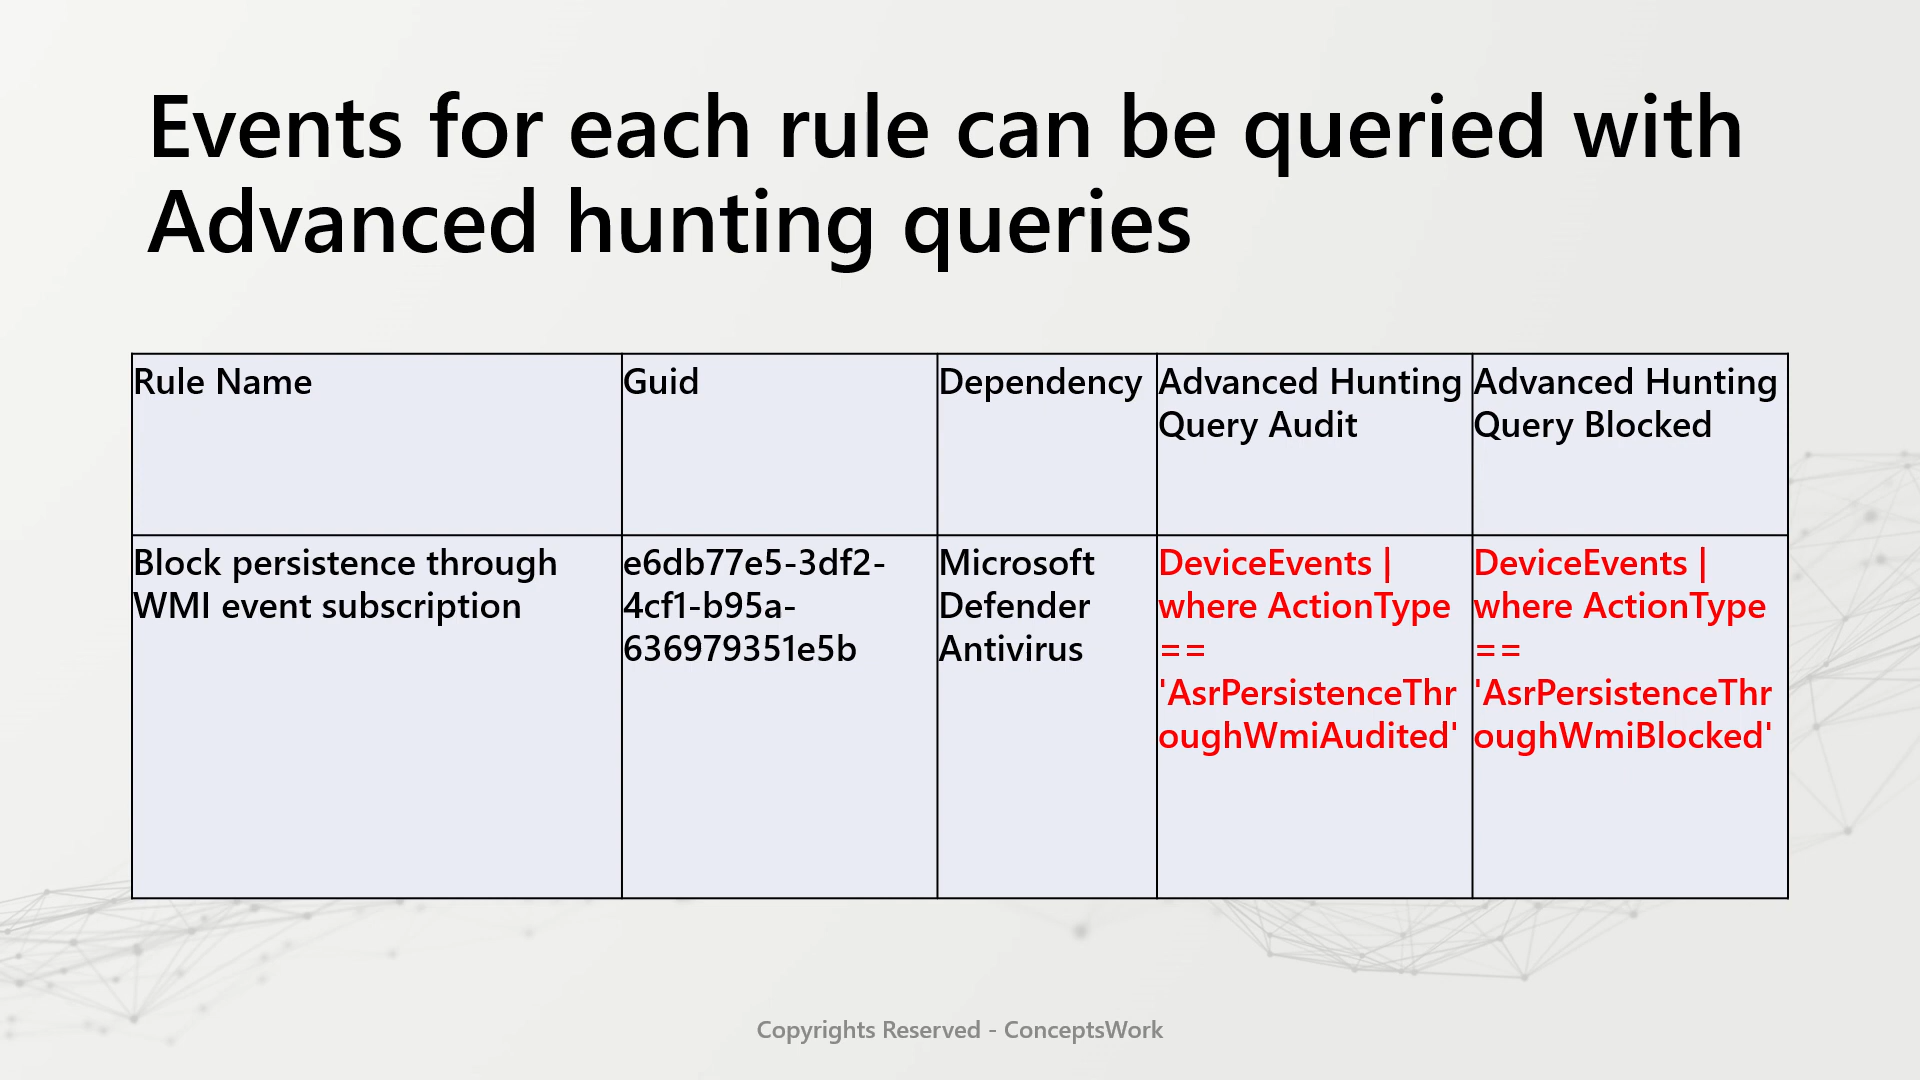 Events for each rule can be queried with
Advanced hunting queries
Rule Name
Guid
Dependency
Advanced Hunting
Query Audit
Advanced Hunting
Query Blocked
Block persistence through
WMI event subscription
e6db77e5-3df2-
4cf1-b95a-
636979351e5b
Microsoft
Defender
Antivirus
DeviceEvents |
where ActionType
==
'AsrPersistenceThr
oughWmiAudited'
DeviceEvents |
where ActionType
==
'AsrPersistenceThr
oughWmiBlocked'
Copyrights Reserved - ConceptsWork